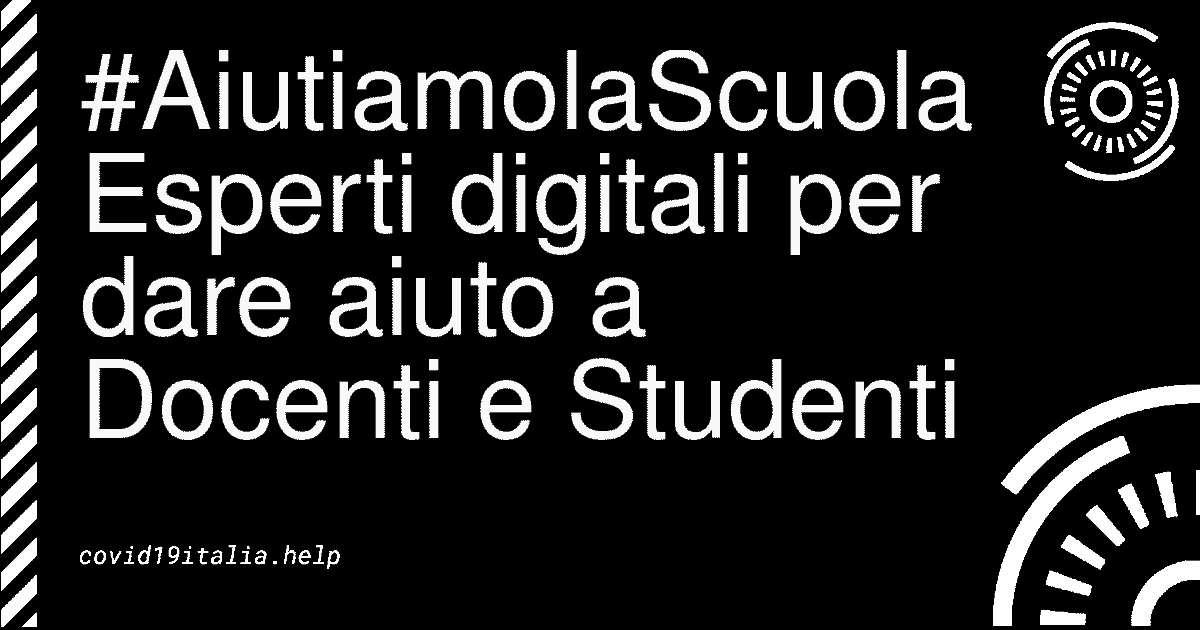 #AiutiamolaScuola
Esperti digitali per
dare aiuto a
Docenti e Studenti
covid19italia.help